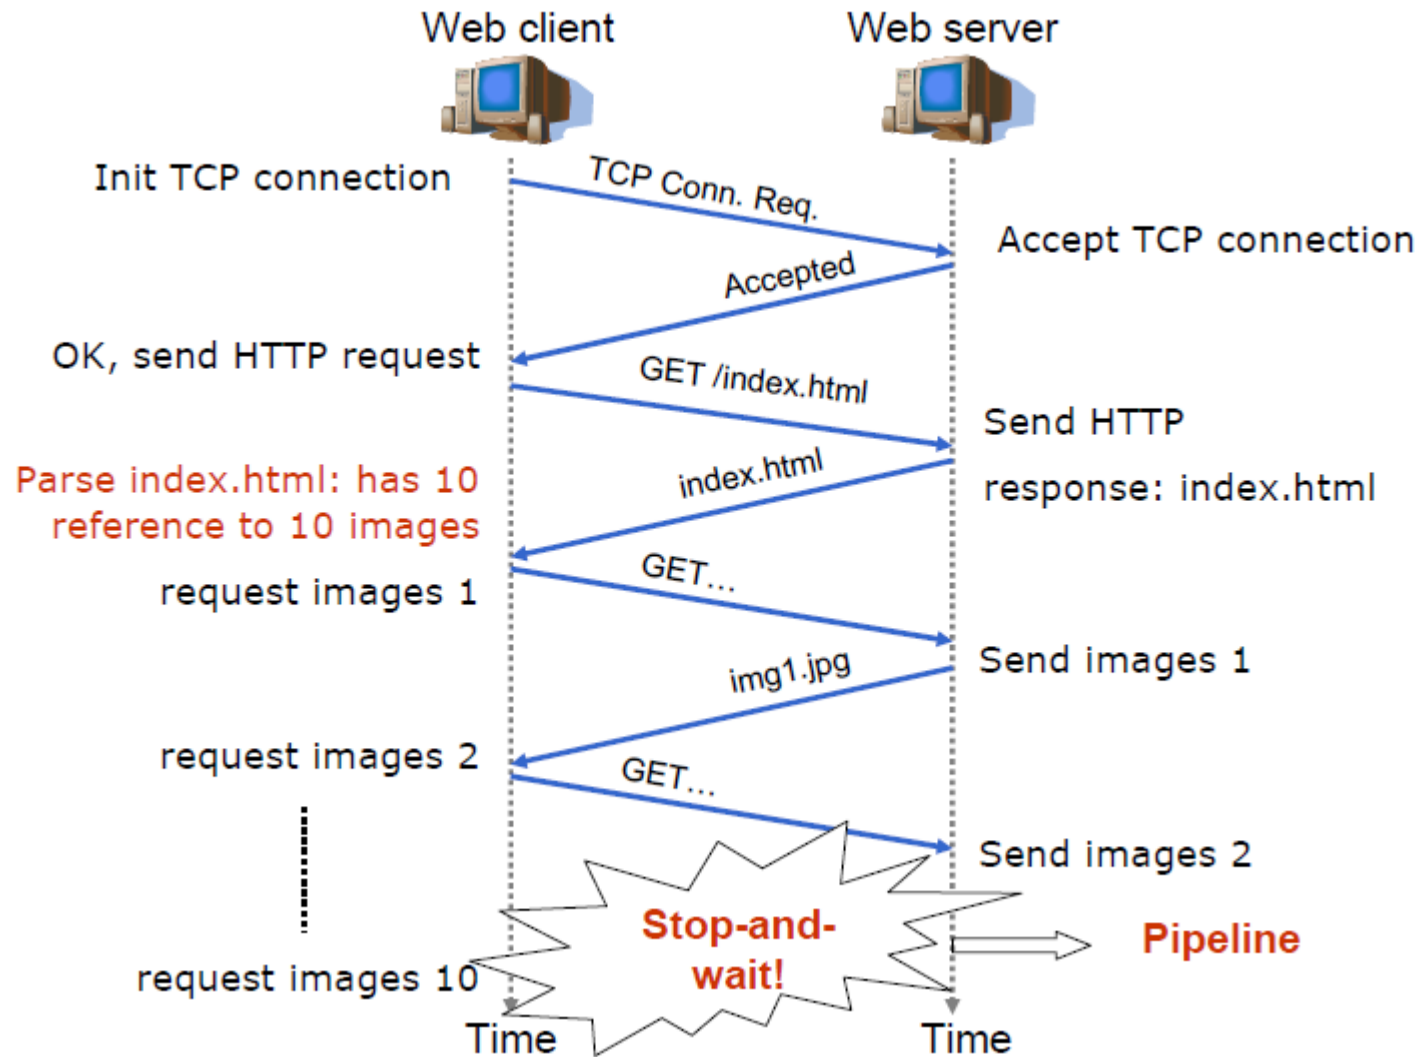 Web client
Web server
Init TCP connection
TCP Conn. Req.
Accept TCP connection
Accepted
OK, send HTTP request
GET /index.html
Send HTTP
response: index.html
index.html
Parse index.html: has 10
reference to 10 images
request images 1
GET...
Send images 1
img1.jpg
request images 2
GET...
Send images 2
Stop-and-
wait!
Pipeline
request images 10
Time
Time